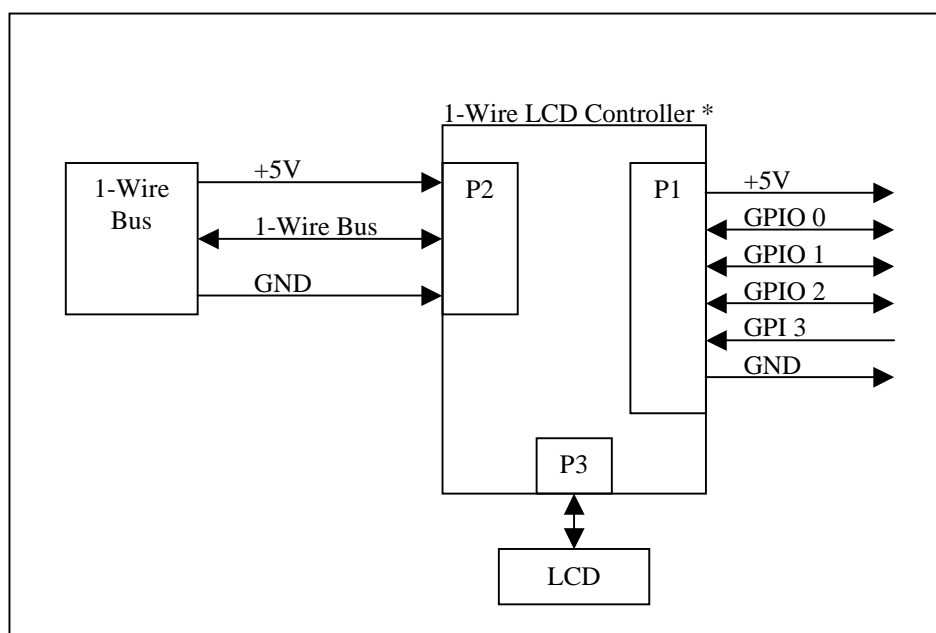 1-Wire LCD Controller *
1-Wire
Bus
+5V
1-Wire Bus
GND
P2
P1
+5V
GPIO 0
GPIO 1
GPIO 2
GPI 3
GND
P3
LCD